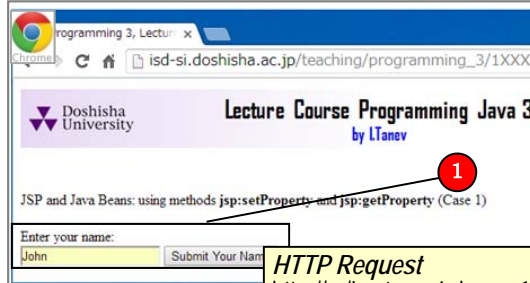 rogramming 3, Lectur
Chrome
isd-si.doshisha.ac.jp/teaching/programming_3/1XXX
Doshisha
University
Lecture Course Programming Java 3
by I.Tanev
1
JSP and Java Beans: using methods jsp:setProperty and jsp:getProperty (Case 1)
Enter your name:
John
Submit Your Nam
HTTP Request